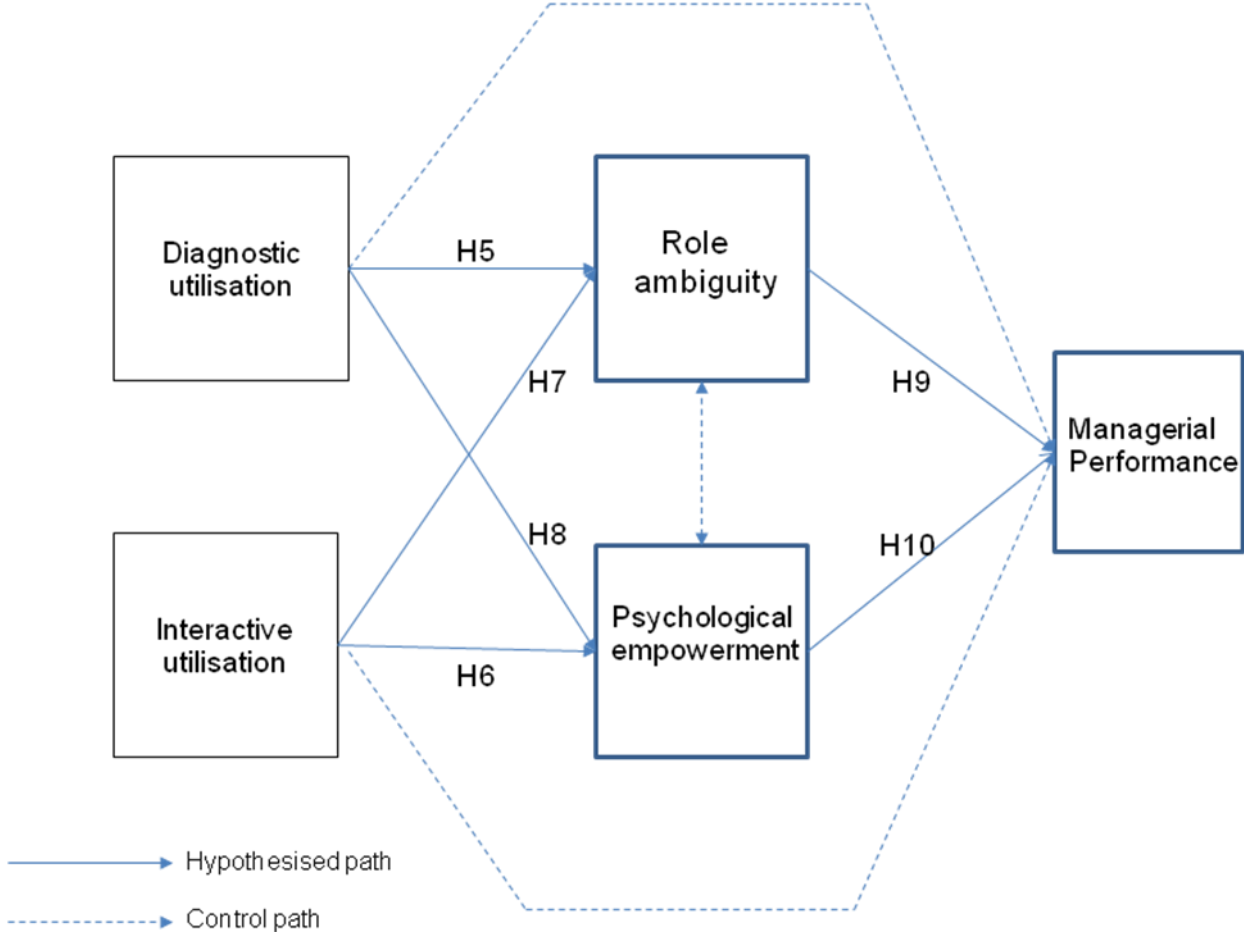 Diagnostic
utilisation
H5
Role
ambiguity
H7
H9
Managerial
Performance
H8
H10
Interactive
utilisation
H6
Psychological
empowerment
Hypothesised path
Control path